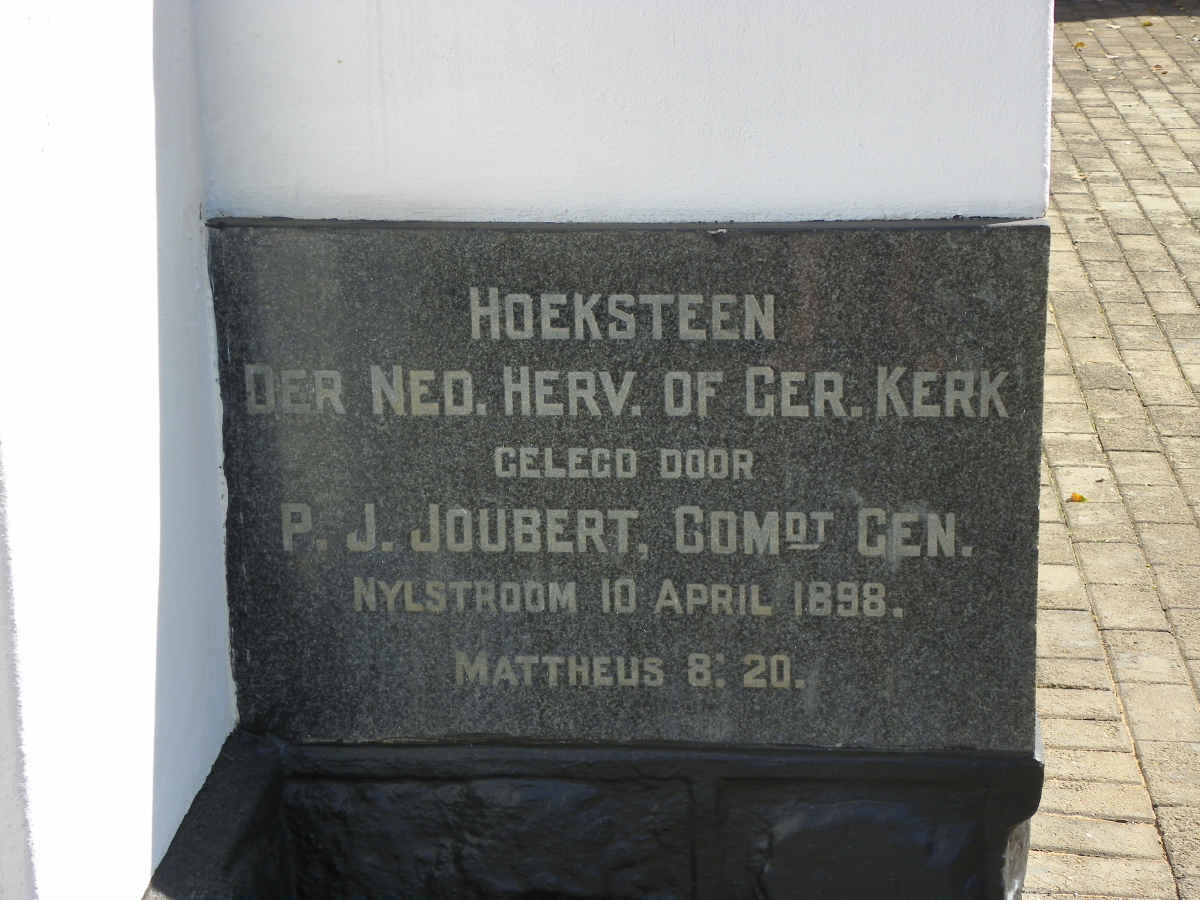 HOEKSTEEN
DER NED. HERV. OF GER. KERK
GELEGD DOOR
P. J. JOUBERT, COMDT GEN.
NYLSTROOM 10 APRIL 1898.
MATTHEUS 8: 20.